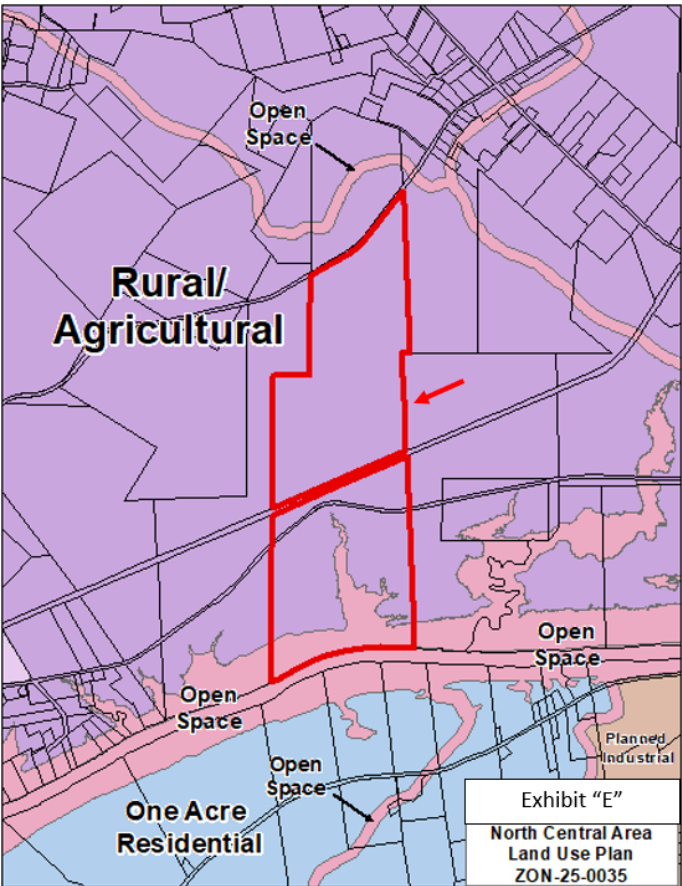 Open
Space
Rural/
Agricultural
Open
Space
Open
Space
Planned
Industrial
Open
Space
One Acre
Residential
Exhibit “E”
North Central Area
Land Use Plan
ZON-25-0035